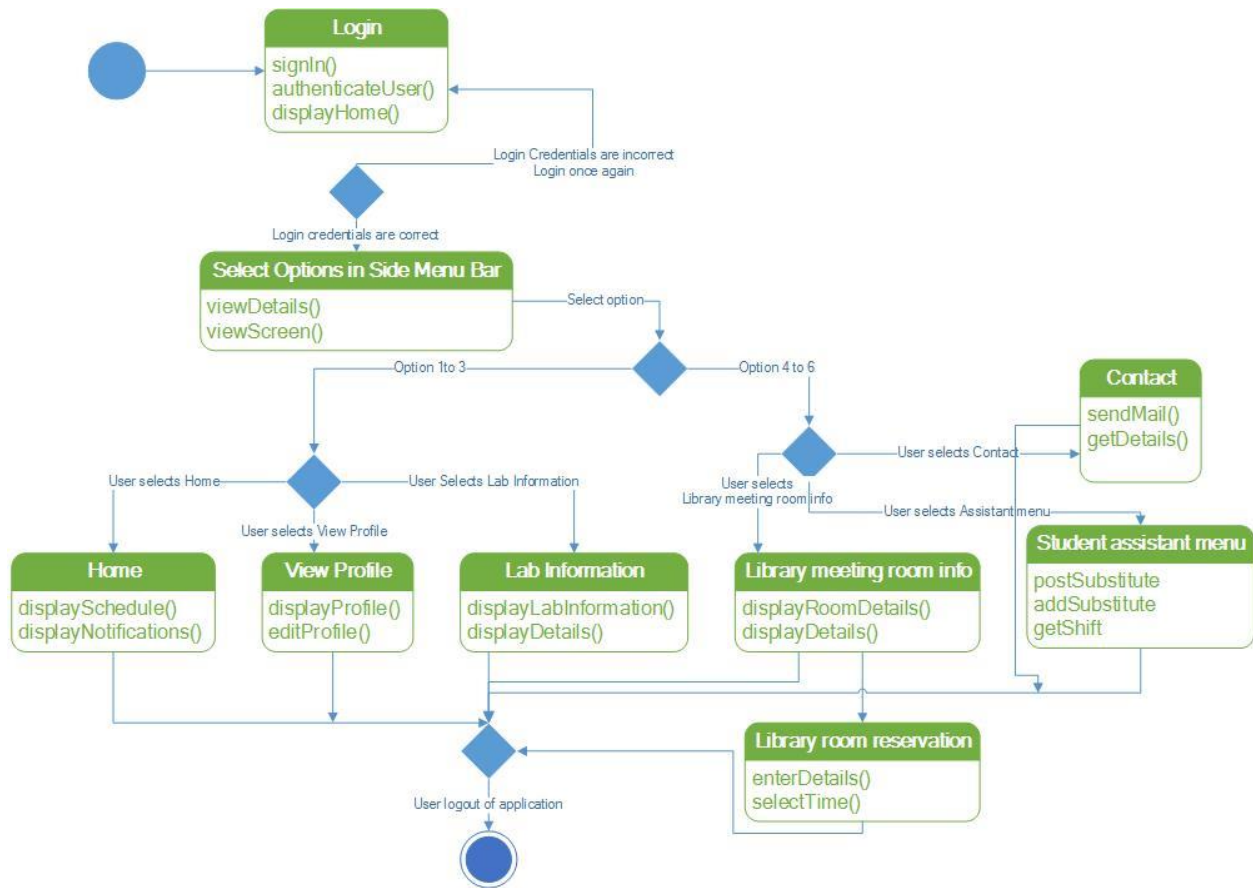 Login
signIn()
authenticateUser()
displayHome()
Login Credentials are incorrect
Login once again
Login credentials are correct
Select Options in Side Menu Bar
viewDetails()
viewScreen()
Select option
Option 1to 3
Option 4 to 6
Contact
sendMail()
getDetails()
User selects Home
User Selects Lab Information
User selects View Profile
User selects Contact
User selects
Library meeting room info
User selects Assistant menu
Home
displaySchedule()
displayNotifications()
View Profile
displayProfile()
editProfile()
Lab Information
displayLabInformation()
displayDetails()
Library meeting room info
displayRoomDetails()
displayDetails()
Student assistant menu
postSubstitute
addSubstitute
getShift
Library room reservation
enterDetails()
selectTime()
User logout of application